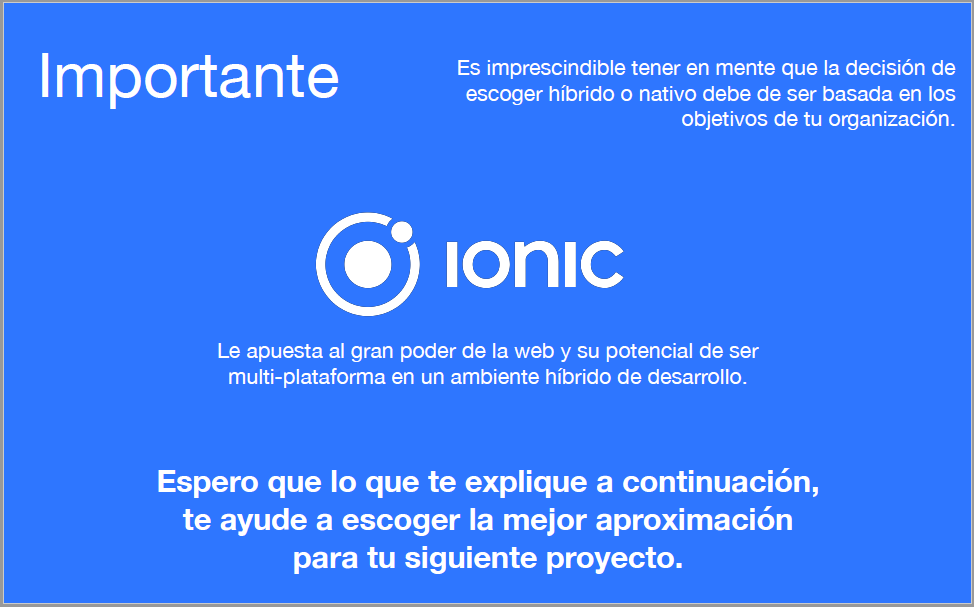 Importante
Es imprescindible tener en mente que la decisión de
escoger híbrido o nativo debe de ser basada en los
objetivos de tu organización.
ionic
Le apuesta al gran poder de la web y su potencial de ser
multi-plataforma en un ambiente híbrido de desarrollo.
Espero que lo que te explique a continuación,
te ayude a escoger la mejor aproximación
para tu siguiente proyecto.